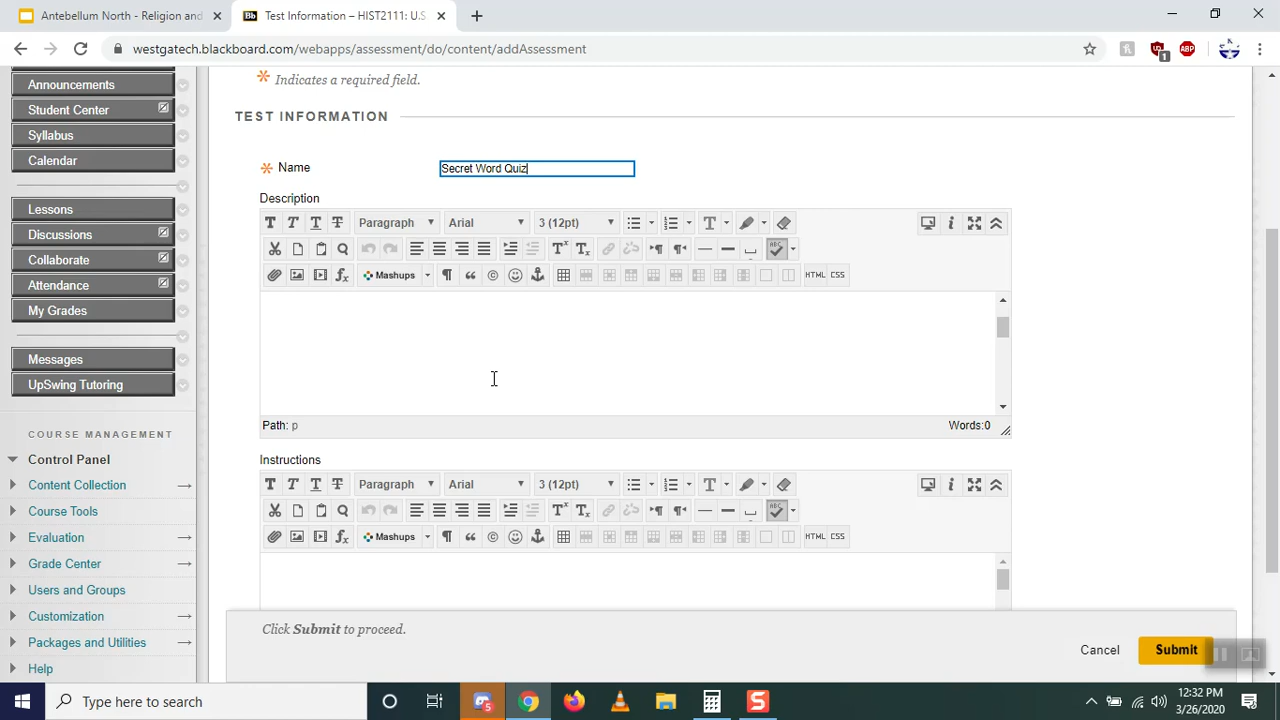 Antebellum North - Religion and
Test Information – HIST2111: U.S.
westgatech.blackboard.com/webapps/assessment/do/content/addAssessment
Announcements
Student Center
Syllabus
Calendar
Lessons
Discussions
Collaborate
Attendance
My Grades
Messages
UpSwing Tutoring
COURSE MANAGEMENT
Control Panel
Content Collection
Course Tools
Evaluation
Grade Center
Users and Groups
Customization
Packages and Utilities
Help
Indicates a required field.
TEST INFORMATION
Name Secret Word Quiz
Description
T T T T Paragraph Arial 3 (12pt)
Mashups HTML CSS
Path: p Words:0
Instructions
T T T T Paragraph Arial 3 (12pt)
Mashups HTML CSS
Click Submit to proceed.
Cancel Submit
Type here to search
12:32 PM
3/26/2020